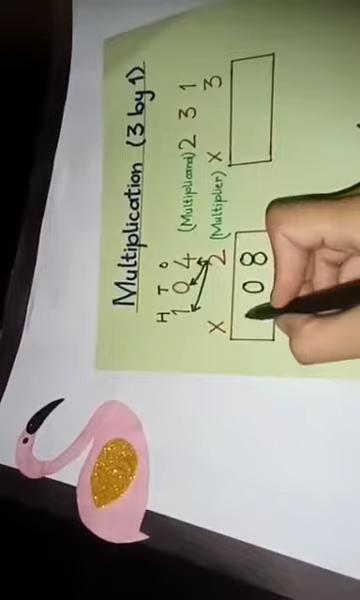 Multiplication (3 by 1)
H T O
1 0 4 (Multiplicand) 2 3 1
× 2 (Multiplier) × 3
0 8